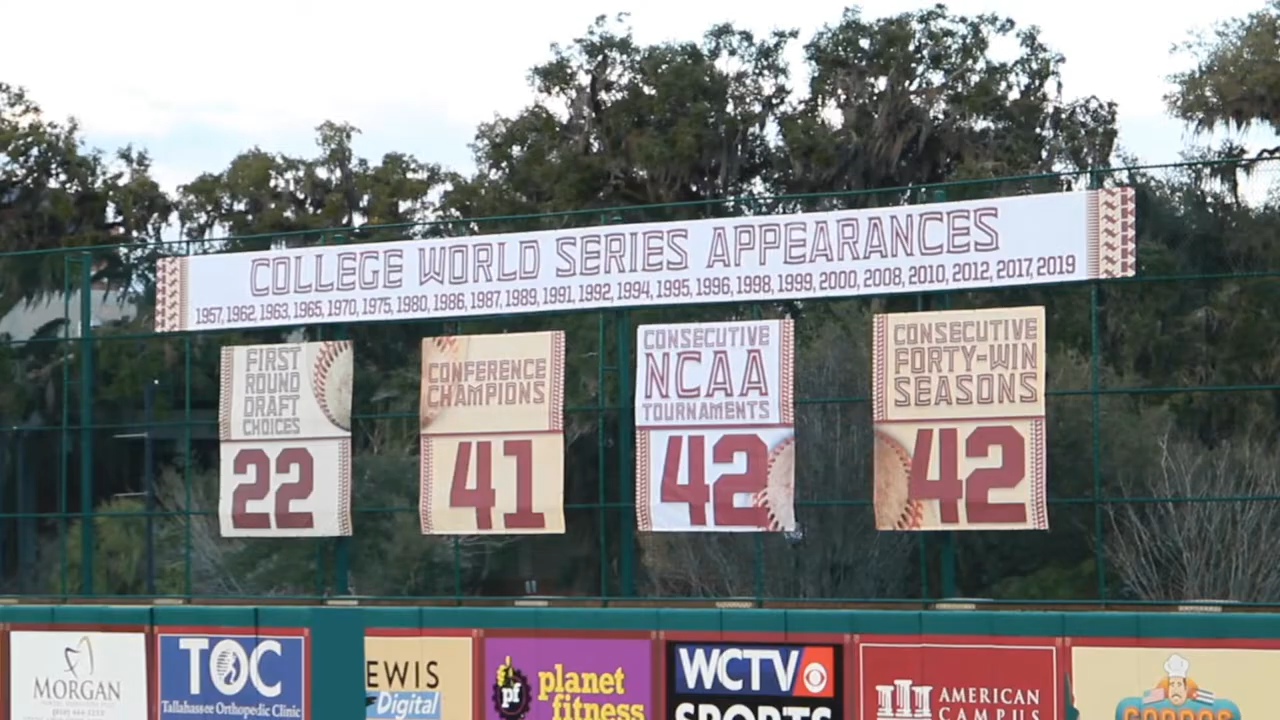 COLLEGE WORLD SERIES APPEARANCES
1957, 1962, 1963, 1965, 1970, 1975, 1980, 1986, 1987, 1989, 1991, 1992, 1994, 1995, 1996, 1998, 1999, 2000, 2008, 2010, 2012, 2017, 2019
FIRST
ROUND
DRAFT
CHOICES
22
CONFERENCE
CHAMPIONS
41
CONSECUTIVE
NCAA
TOURNAMENTS
42
CONSECUTIVE
FORTY-WIN
SEASONS
42
MORGAN
TOC
Tallahassee Orthopedic Clinic
EWIS
Digital
pf
planet
fitness
WCTV
SPORTS
AMERICAN
CAMPUS